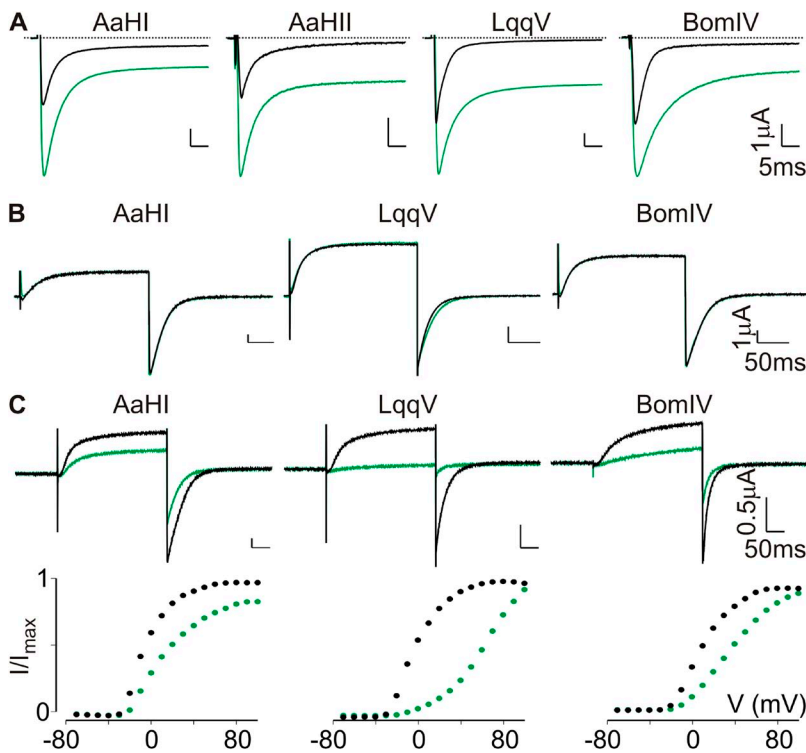 A AaHI AaHII LqqV BomIV
1μA
5ms
B AaHI LqqV BomIV
1μA
50ms
C AaHI LqqV BomIV
0.5μA
50ms
I/Imax
1
0
V (mV)
-80 0 80 -80 0 80 -80 0 80